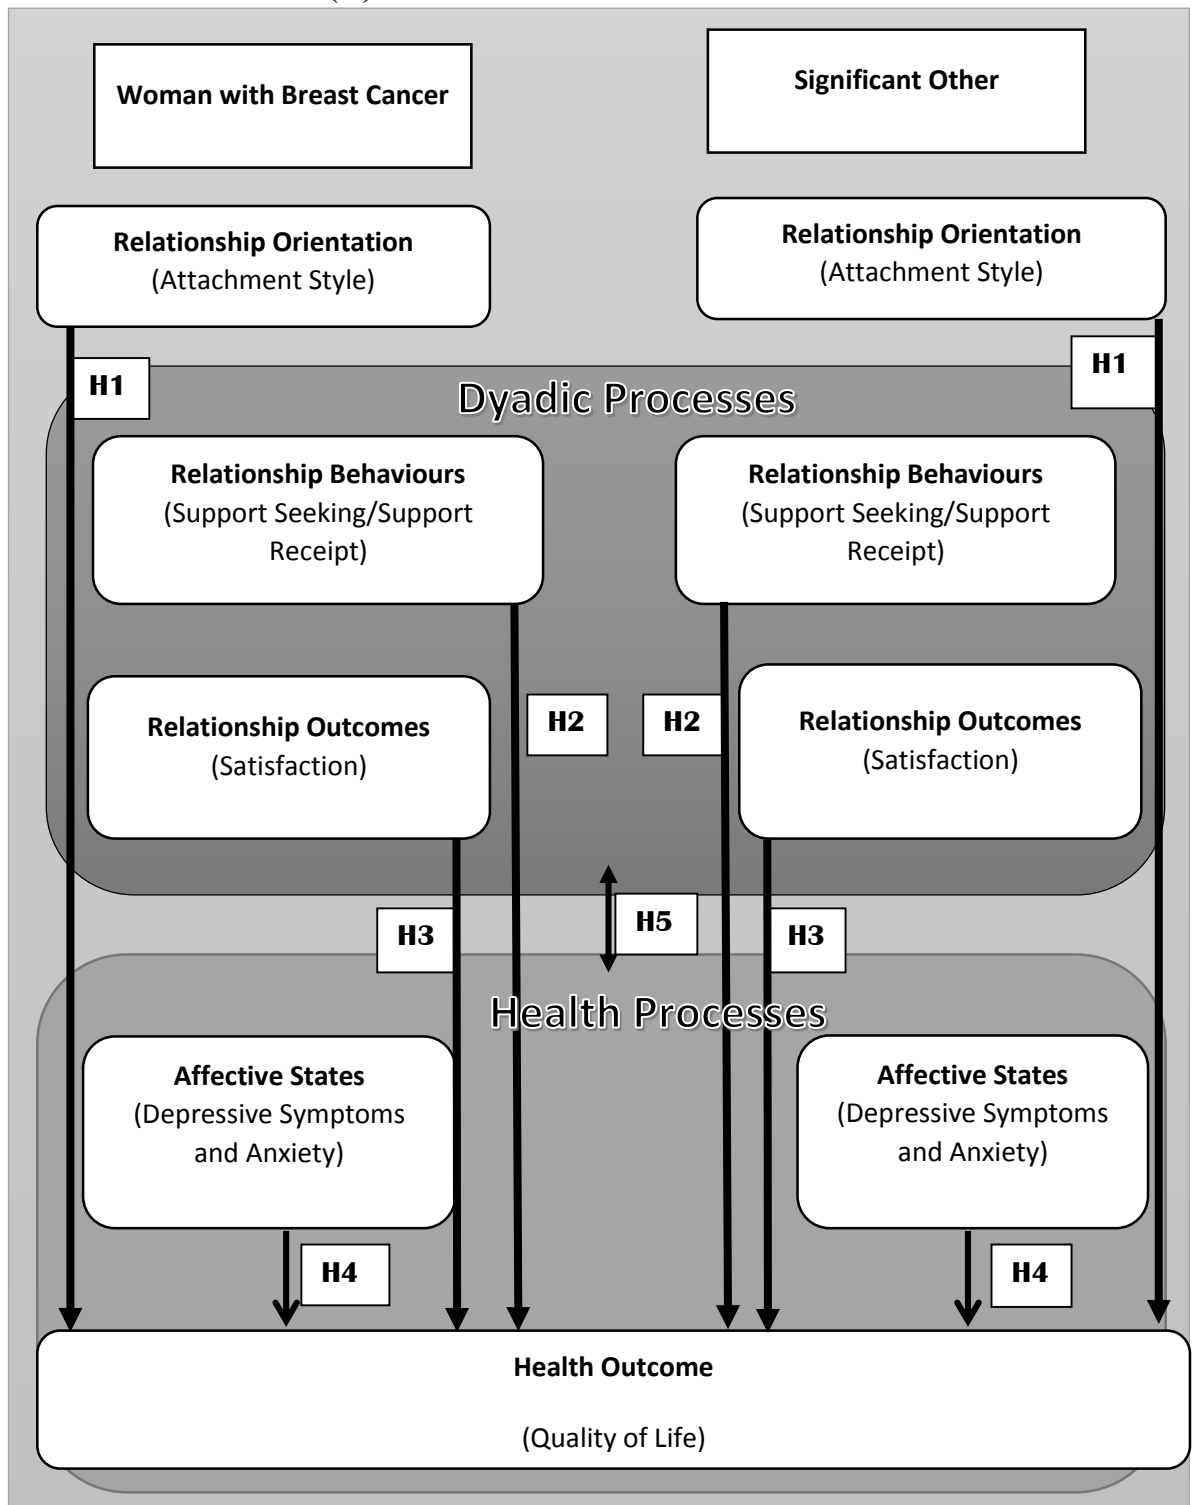 Woman with Breast Cancer
Significant Other
Relationship Orientation
(Attachment Style)
Relationship Orientation
(Attachment Style)
H1
H1
Dyadic Processes
Relationship Behaviours
(Support Seeking/Support
Receipt)
Relationship Behaviours
(Support Seeking/Support
Receipt)
Relationship Outcomes
(Satisfaction)
H2
H2
Relationship Outcomes
(Satisfaction)
H3
H5
H3
Health Processes
Affective States
(Depressive Symptoms
and Anxiety)
Affective States
(Depressive Symptoms
and Anxiety)
H4
H4
Health Outcome
(Quality of Life)